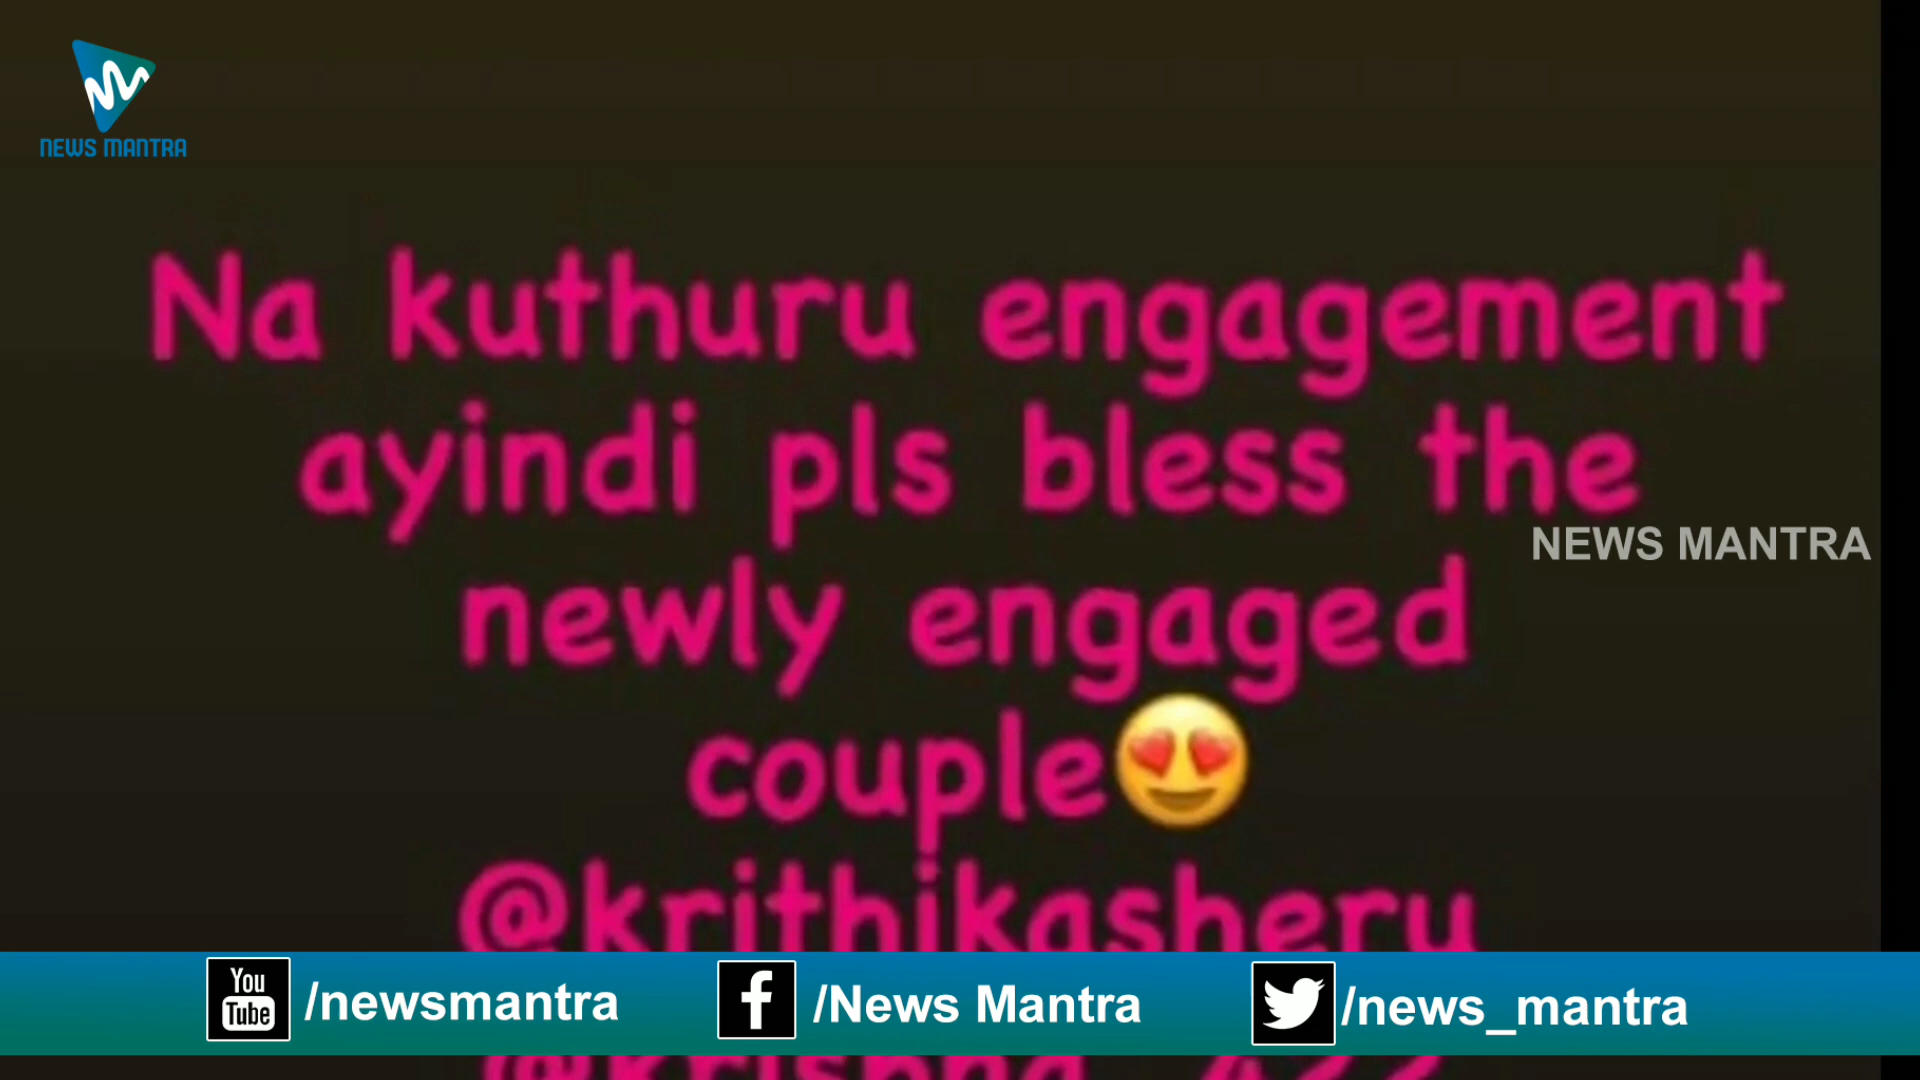 NEWS MANTRA
Na kuthuru engagement
ayindi pls bless the
NEWS MANTRA
newly engaged
couple😍
@krithikasheru
You
Tube
/newsmantra
f
/News Mantra
/news_mantra